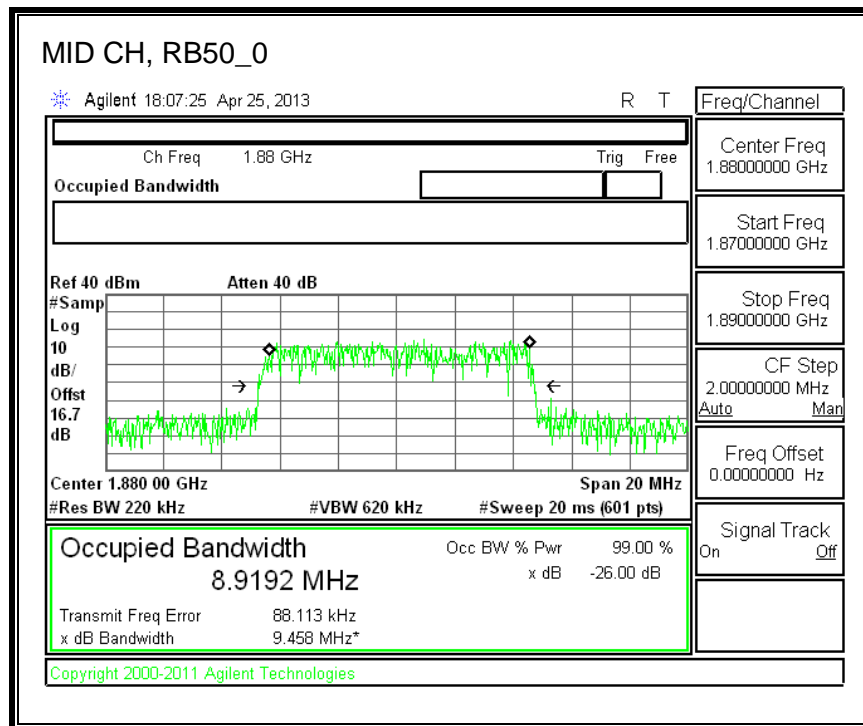 MID CH, RB50_0
Agilent 18:07:25 Apr 25, 2013 R T
Freq/Channel
Ch Freq 1.88 GHz Trig Free
Occupied Bandwidth
Center Freq
1.88000000 GHz
Start Freq
1.87000000 GHz
Stop Freq
1.89000000 GHz
CF Step
2.00000000 MHz
Auto Man
Freq Offset
0.00000000 Hz
Signal Track
On Off
Ref 40 dBm Atten 40 dB
#Samp
Log
10
dB/
Offst
16.7
dB
Center 1.880 00 GHz Span 20 MHz
#Res BW 220 kHz #VBW 620 kHz #Sweep 20 ms (601 pts)
Occupied Bandwidth Occ BW % Pwr 99.00 %
8.9192 MHz x dB -26.00 dB
Transmit Freq Error 88.113 kHz
x dB Bandwidth 9.458 MHz*
Copyright 2000-2011 Agilent Technologies